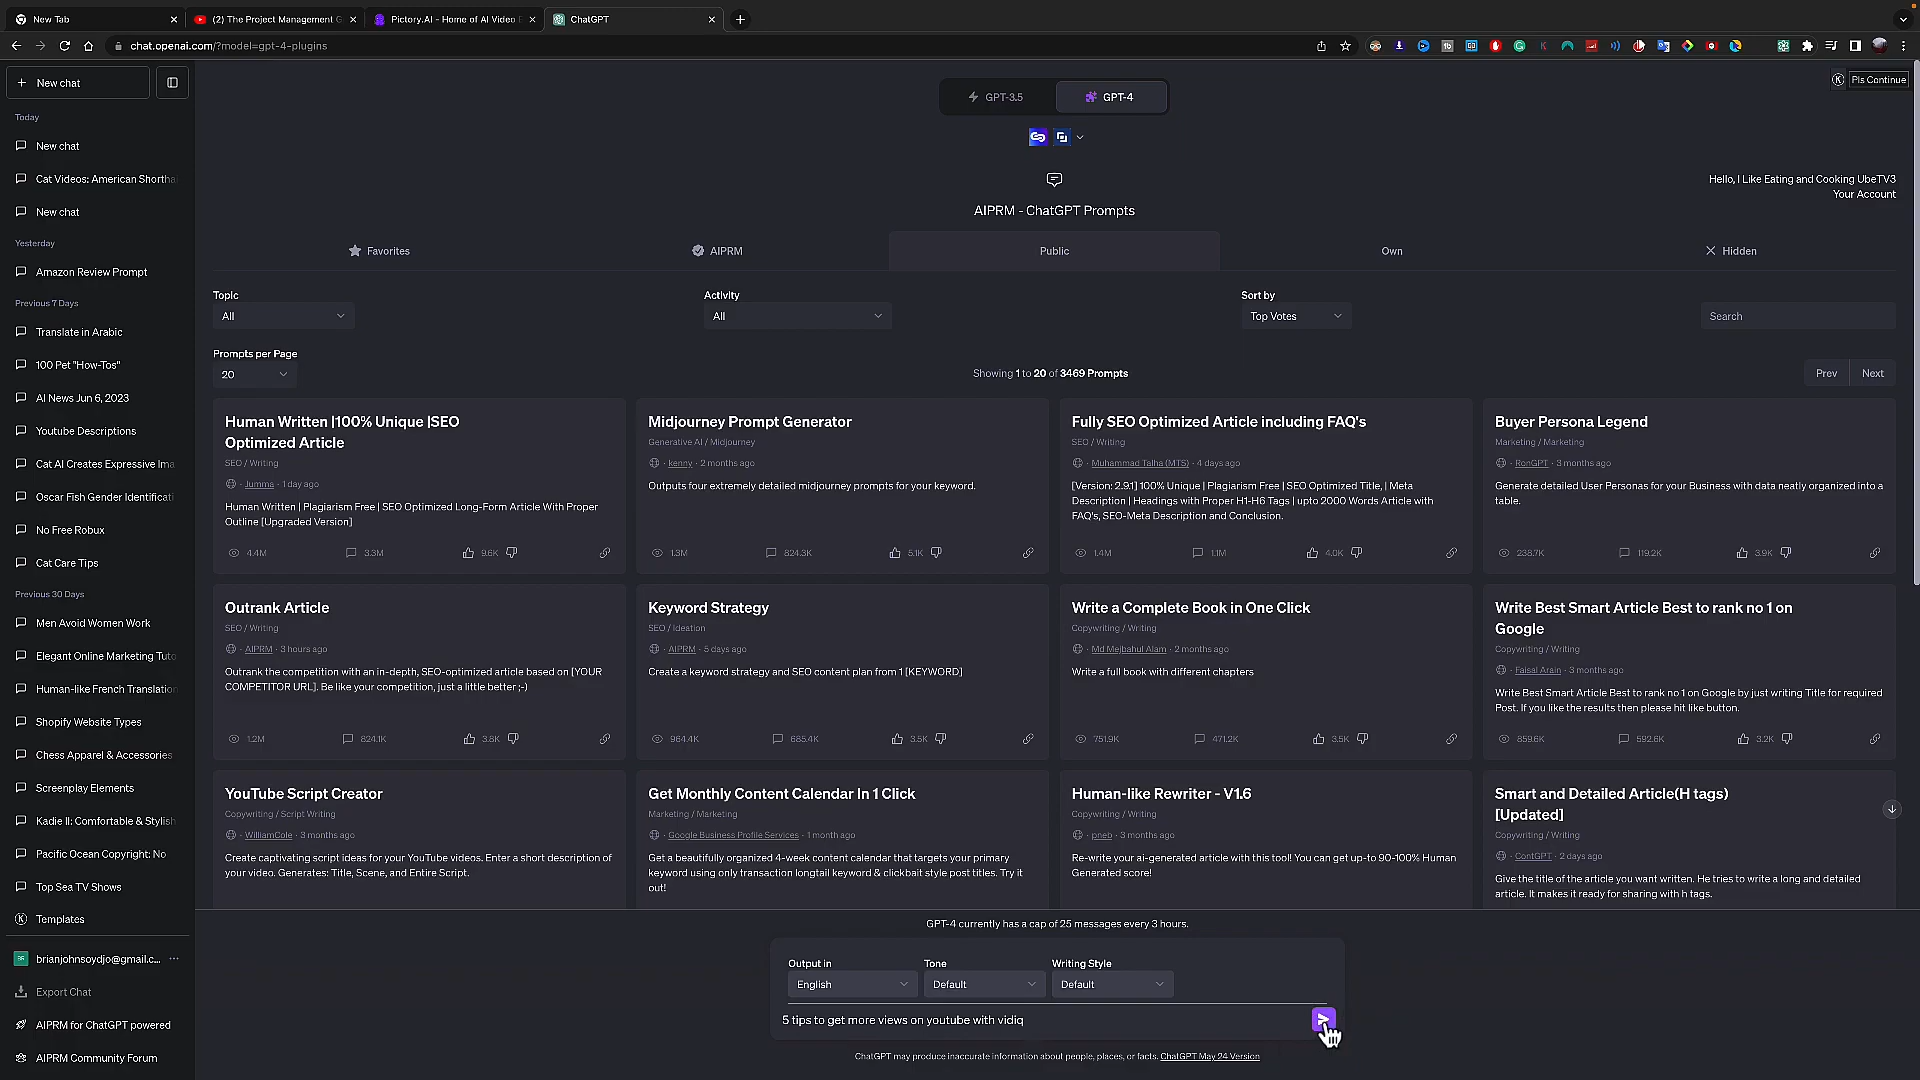 New Tab
(2) The Project Management G
Pictory.AI - Home of AI Video E
ChatGPT
chat.openai.com/?model=gpt-4-plugins
New chat
Today
New chat
Cat Videos: American Shortha
New chat
Yesterday
Amazon Review Prompt
Previous 7 Days
Translate in Arabic
100 Pet "How-Tos"
AI News Jun 6, 2023
Youtube Descriptions
Cat AI Creates Expressive Ima
Oscar Fish Gender Identificati
No Free Robux
Cat Care Tips
Previous 30 Days
Men Avoid Women Work
Elegant Online Marketing Tuto
Human-like French Translation
Shopify Website Types
Chess Apparel & Accessories
Screenplay Elements
Kadie II: Comfortable & Stylish
Pacific Ocean Copyright: No
Top Sea TV Shows
Templates
brianjohnsoydjo@gmail.c...
Export Chat
AIPRM for ChatGPT powered
AIPRM Community Forum
GPT-3.5
GPT-4
Pls Continue
Hello, I Like Eating and Cooking UbeTV3
Your Account
AIPRM - ChatGPT Prompts
Favorites
AIPRM
Public
Own
Hidden
Topic
All
Activity
All
Sort by
Top Votes
Search
Prompts per Page
20
Showing 1 to 20 of 3469 Prompts
Prev
Next
Human Written |100% Unique |SEO
Optimized Article
SEO / Writing
· Jumma · 1 day ago
Human Written | Plagiarism Free | SEO Optimized Long-Form Article With Proper
Outline [Upgraded Version]
4.4M
3.3M
9.6K
Midjourney Prompt Generator
Generative AI / Midjourney
· kenny · 2 months ago
Outputs four extremely detailed midjourney prompts for your keyword.
1.3M
824.3K
5.1K
Fully SEO Optimized Article including FAQ's
SEO / Writing
· Muhammad Talha (MTS) · 4 days ago
[Version: 2.9.1] 100% Unique | Plagiarism Free | SEO Optimized Title, | Meta
Description | Headings with Proper H1-H6 Tags | upto 2000 Words Article with
FAQ's, SEO-Meta Description and Conclusion.
1.4M
1.1M
4.0K
Buyer Persona Legend
Marketing / Marketing
· RonGPT · 3 months ago
Generate detailed User Personas for your Business with data neatly organized into a
table.
238.7K
119.2K
3.9K
Outrank Article
SEO / Writing
· AIPRM · 3 hours ago
Outrank the competition with an in-depth, SEO-optimized article based on [YOUR
COMPETITOR URL]. Be like your competition, just a little better ;-)
1.2M
824.1K
3.8K
Keyword Strategy
SEO / Ideation
· AIPRM · 5 days ago
Create a keyword strategy and SEO content plan from 1 [KEYWORD]
964.4K
685.4K
3.5K
Write a Complete Book in One Click
Copywriting / Writing
· Md Mejbahul Alam · 2 months ago
Write a full book with different chapters
751.9K
471.2K
3.5K
Write Best Smart Article Best to rank no 1 on
Google
Copywriting / Writing
· Faisal Arain · 3 months ago
Write Best Smart Article Best to rank no 1 on Google by just writing Title for required
Post. If you like the results then please hit like button.
859.6K
592.6K
3.2K
YouTube Script Creator
Copywriting / Script Writing
· WilliamCole · 3 months ago
Create captivating script ideas for your YouTube videos. Enter a short description of
your video. Generates: Title, Scene, and Entire Script.
Get Monthly Content Calendar In 1 Click
Marketing / Marketing
· Google Business Profile Services · 1 month ago
Get a beautifully organized 4-week content calendar that targets your primary
keyword using only transaction longtail keyword & clickbait style post titles. Try it
out!
Human-like Rewriter - V1.6
Copywriting / Writing
· pneb · 3 months ago
Re-write your ai-generated article with this tool! You can get up-to 90-100% Human
Generated score!
Smart and Detailed Article(H tags)
[Updated]
Copywriting / Writing
· ContGPT · 2 days ago
Give the title of the article you want written. He tries to write a long and detailed
article. It makes it ready for sharing with h tags.
GPT-4 currently has a cap of 25 messages every 3 hours.
Output in
English
Tone
Default
Writing Style
Default
5 tips to get more views on youtube with vidiq
ChatGPT may produce inaccurate information about people, places, or facts. ChatGPT May 24 Version